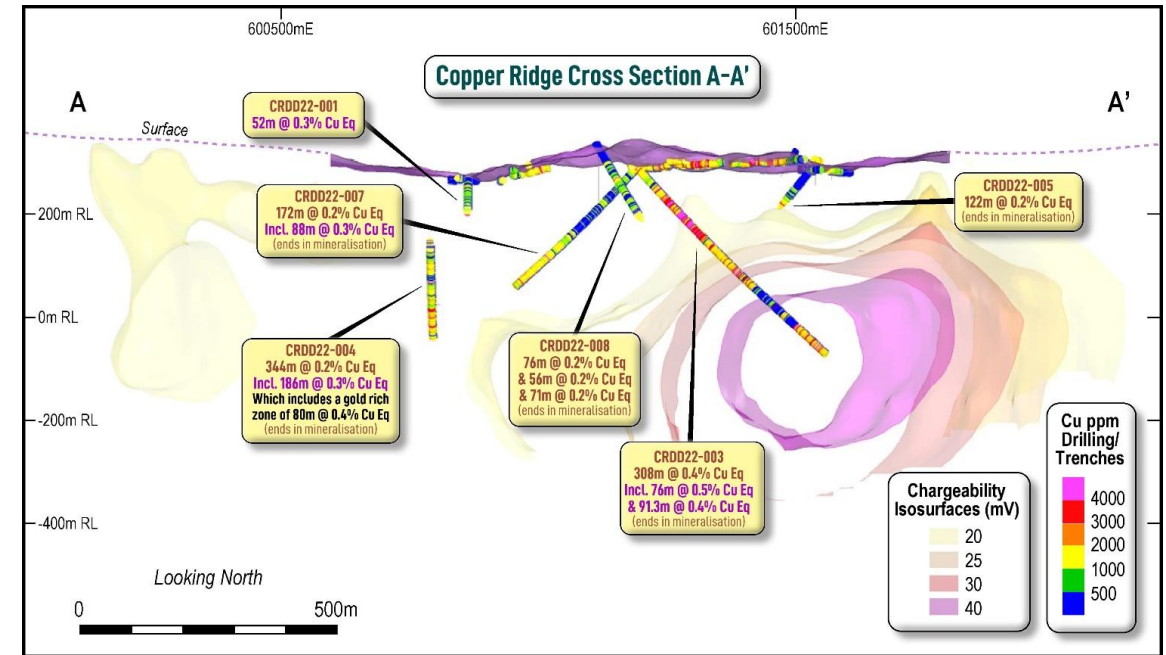 600500mE
601500mE
Copper Ridge Cross Section A-A'
A
A'
Surface
CRDD22-001
52m @ 0.3% Cu Eq
CRDD22-007
172m @ 0.2% Cu Eq
Incl. 88m @ 0.3% Cu Eq
(ends in mineralisation)
CRDD22-005
122m @ 0.2% Cu Eq
(ends in mineralisation)
200m RL
0m RL
-200m RL
-400m RL
CRDD22-004
344m @ 0.2% Cu Eq
Incl. 186m @ 0.3% Cu Eq
Which includes a gold rich
zone of 80m @ 0.4% Cu Eq
(ends in mineralisation)
CRDD22-008
76m @ 0.2% Cu Eq
& 56m @ 0.2% Cu Eq
& 71m @ 0.2% Cu Eq
(ends in mineralisation)
CRDD22-003
308m @ 0.4% Cu Eq
Incl. 76m @ 0.5% Cu Eq
& 91.3m @ 0.4% Cu Eq
(ends in mineralisation)
Chargeability
Isosurfaces (mV)
20
25
30
40
Cu ppm
Drilling/
Trenches
4000
3000
2000
1000
500
Looking North
0
500m